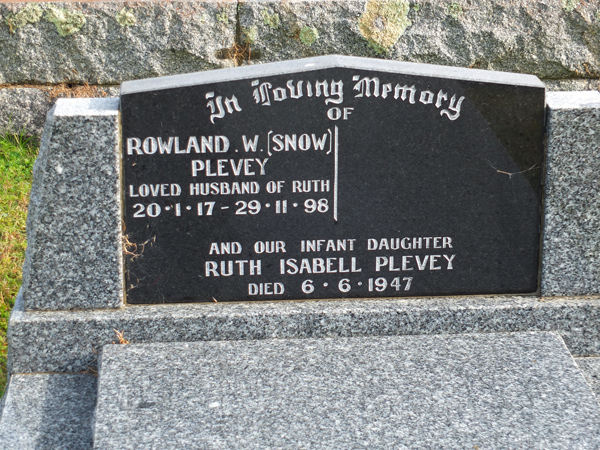 In Loving Memory
OF
ROWLAND. W. (SNOW)
PLEVEY
LOVED HUSBAND OF RUTH
20·1·17 - 29·11·98
AND OUR INFANT DAUGHTER
RUTH ISABELL PLEVEY
DIED 6·6·1947